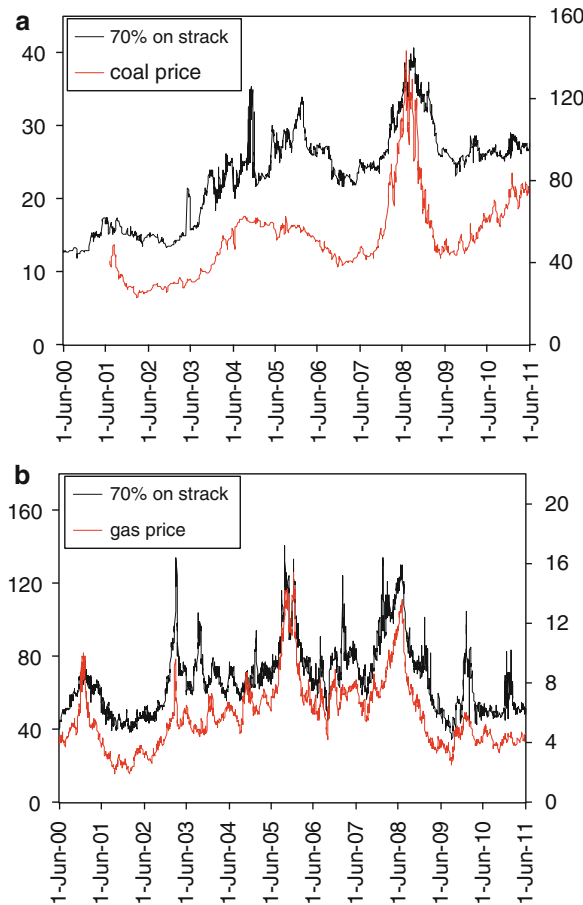 a
70% on strack
coal price
40
30
20
10
0
160
120
80
40
0
1-Jun-00
1-Jun-01
1-Jun-02
1-Jun-03
1-Jun-04
1-Jun-05
1-Jun-06
1-Jun-07
1-Jun-08
1-Jun-09
1-Jun-10
1-Jun-11
b
70% on strack
gas price
160
120
80
40
0
20
16
12
8
4
0
1-Jun-00
1-Jun-01
1-Jun-02
1-Jun-03
1-Jun-04
1-Jun-05
1-Jun-06
1-Jun-07
1-Jun-08
1-Jun-09
1-Jun-10
1-Jun-11